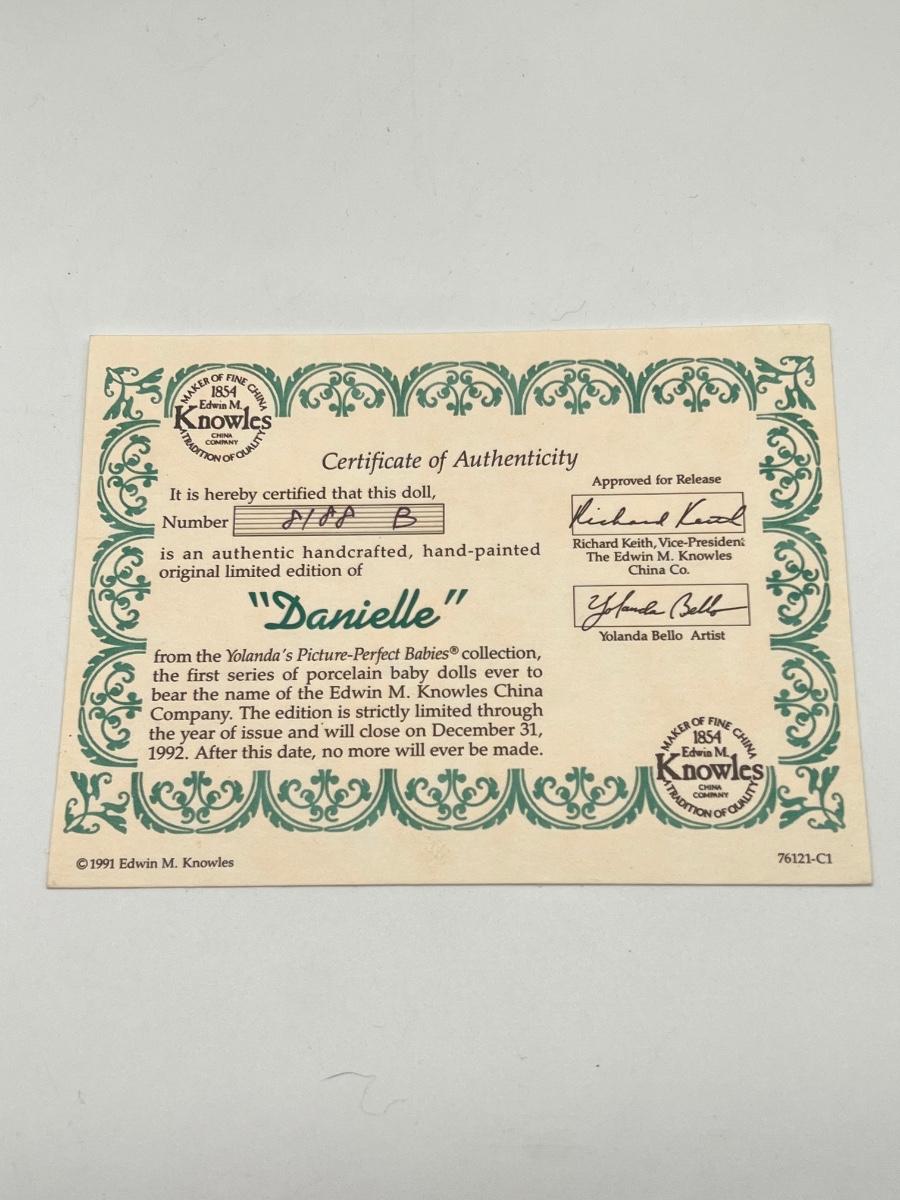 MAKER OF FINE CHINA
1854
Edwin M.
Knowles
CHINA
COMPANY
TRADITION OF QUALITY
Certificate of Authenticity
It is hereby certified that this doll,
Number 8188 B
is an authentic handcrafted, hand-painted
original limited edition of
"Danielle"
from the Yolanda's Picture-Perfect Babies® collection,
the first series of porcelain baby dolls ever to
bear the name of the Edwin M. Knowles China
Company. The edition is strictly limited through
the year of issue and will close on December 31,
1992. After this date, no more will ever be made.
Approved for Release
Richard Keith
Richard Keith, Vice-President
The Edwin M. Knowles
China Co.
Yolanda Bello
Yolanda Bello Artist
MAKER OF FINE CHINA
1854
Edwin M.
Knowles
CHINA
COMPANY
TRADITION OF QUALITY
©1991 Edwin M. Knowles
76121-C1